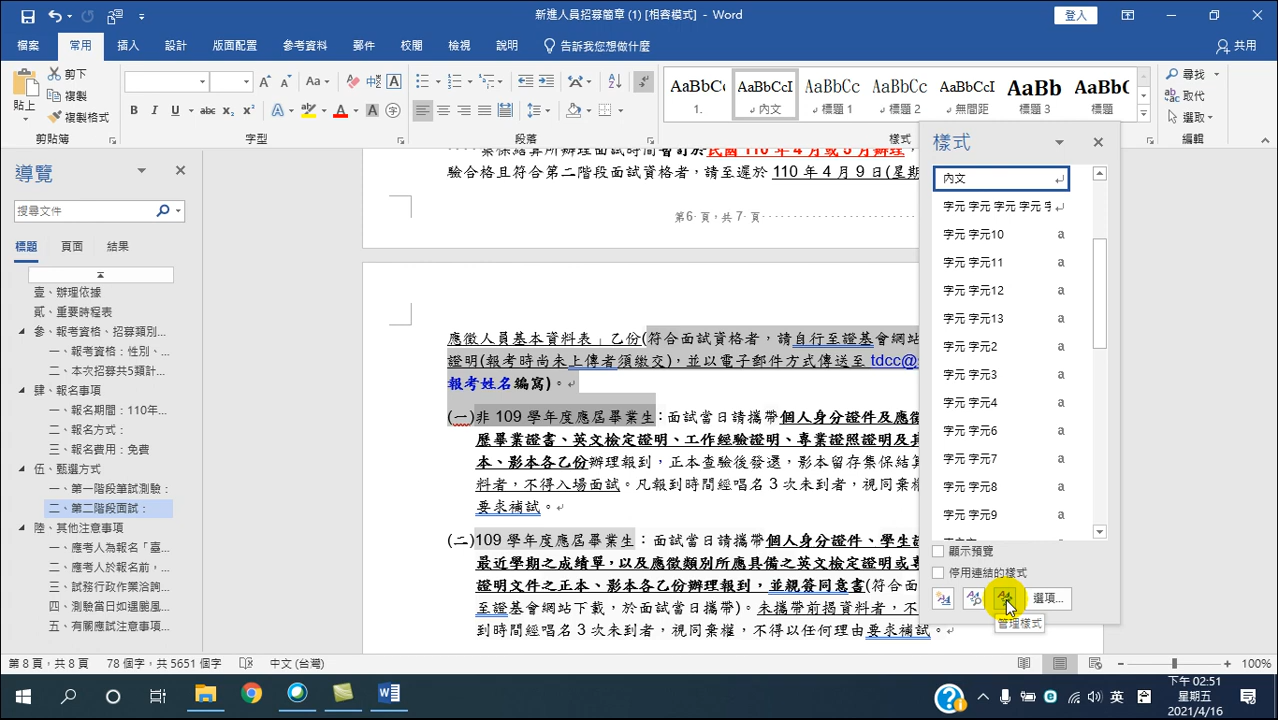 新進人員招募簡章 (1) [相容模式] - Word
登入
檔案 常用 插入 設計 版面配置 參考資料 郵件 校閱 檢視 說明 告訴我您想做什麼 共用
貼上 剪下
複製
複製格式
AaBbCc AaBbCcI AaBbCc AaBbCc AaBbCcI AaBb AaBbC
1. 內文 標題 1 標題 2 無間距 標題 3 標題
尋找
取代
選取
剪貼簿 字型 段落 樣式 編輯
導覽
搜尋文件
標題 頁面 結果
壹、辦理依據
貳、重要時程表
參、報考資格、招募類別...
一、報考資格：性別、...
二、本次招募共5類計...
肆、報名事項
一、報名期間：110年...
二、報名方式：
三、報名費用：免費
伍、甄選方式
一、第一階段筆試測驗：
二、第二階段面試：
陸、其他注意事項
一、應考人為報名「臺...
二、應考人於報名前，...
三、試務行政作業洽詢...
四、測驗當日如遇颱風...
五、有關應試注意事項...
集保結算所辦理面試時間暫訂於民國 110 年 4 月或 5 月辦理，
驗合格且符合第二階段面試資格者，請至遲於 110 年 4 月 9 日(星期
第6 頁，共 7 頁
應徵人員基本資料表」乙份(符合面試資格者，請自行至證基會網站
證明(報考時尚未上傳者須繳交)，並以電子郵件方式傳送至 tdcc@
報考姓名編寫)。
(一)非 109 學年度應屆畢業生：面試當日請攜帶個人身分證件及應徵
歷畢業證書、英文檢定證明、工作經驗證明、專業證照證明及其
本、影本各乙份辦理報到，正本查驗後發還，影本留存集保結算
料者，不得入場面試。凡報到時間經唱名 3 次未到者，視同棄權
要求補試。
(二)109 學年度應屆畢業生：面試當日請攜帶個人身分證件、學生證
最近學期之成績單，以及應徵類別所應具備之英文檢定證明或專
證明文件之正本、影本各乙份辦理報到，並親簽同意書(符合面
至證基會網站下載，於面試當日攜帶)。未攜帶前揭資料者，不
到時間經唱名 3 次未到者，視同棄權，不得以任何理由要求補試。
樣式
內文
字元 字元 字元 字元 字
字元 字元10 a
字元 字元11 a
字元 字元12 a
字元 字元13 a
字元 字元2 a
字元 字元3 a
字元 字元4 a
字元 字元6 a
字元 字元7 a
字元 字元8 a
字元 字元9 a
顯示預覽
停用連結的樣式
選項...
管理樣式
第 8 頁，共 8 頁 78 個字，共 5651 個字 中文 (台灣) 100%
英
下午 02:51
星期五
2021/4/16